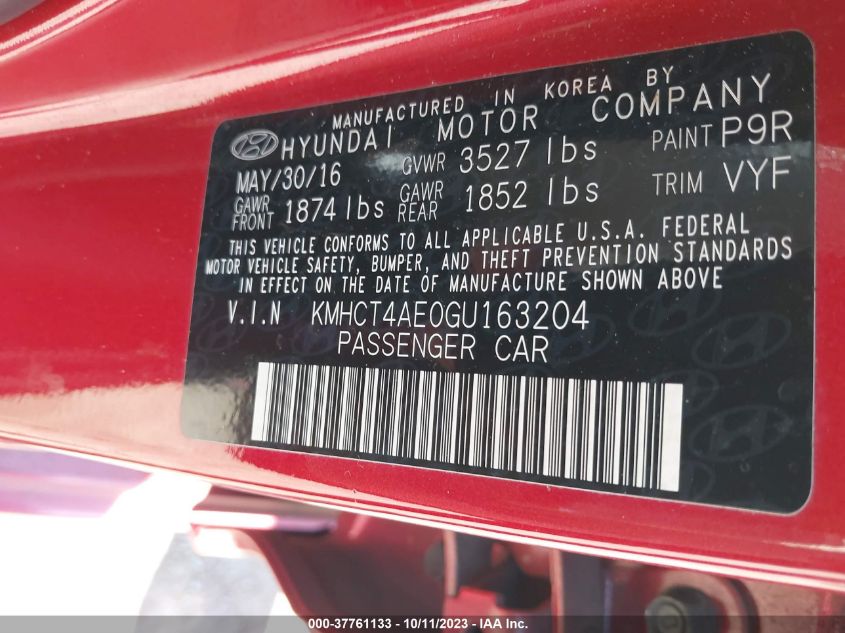 MANUFACTURED IN KOREA BY
HYUNDAI MOTOR COMPANY
MAY/30/16 GVWR 3527 lbs PAINT P9R
GAWR FRONT 1874 lbs GAWR REAR 1852 lbs TRIM VYF
THIS VEHICLE CONFORMS TO ALL APPLICABLE U.S.A. FEDERAL
MOTOR VEHICLE SAFETY, BUMPER, AND THEFT PREVENTION STANDARDS
IN EFFECT ON THE DATE OF MANUFACTURE SHOWN ABOVE
V.I.N KMHCT4AE0GU163204
PASSENGER CAR
000-37761133 - 10/11/2023 - IAA Inc.